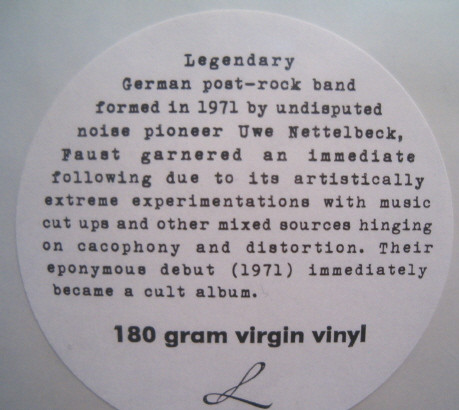 Legendary
German post-rock band
formed in 1971 by undisputed
noise pioneer Uwe Nettelbeck,
Faust garnered an immediate
following due to its artistically
extreme experimentations with music
cut ups and other mixed sources hinging
on cacophony and distortion. Their
eponymous debut (1971) immediately
became a cult album.
180 gram virgin vinyl
L